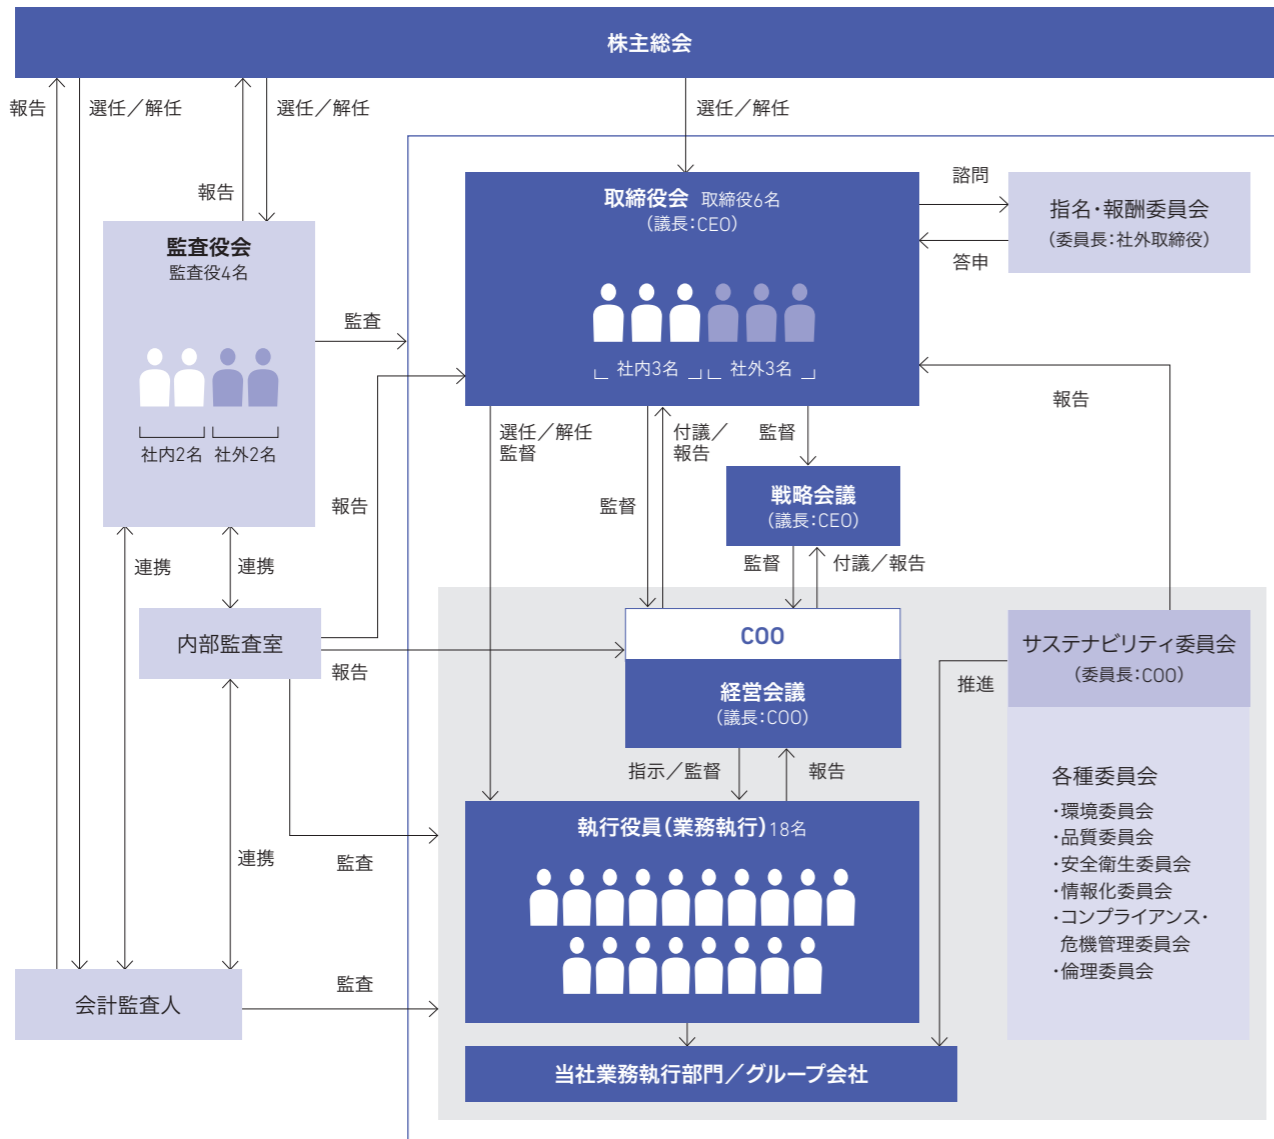 株主総会
報告
選任／解任
選任／解任
選任／解任
報告
監査役会
監査役4名
社内2名 社外2名
監査
取締役会 取締役6名
(議長：CEO)
社内3名 社外3名
諮問
答申
指名・報酬委員会
(委員長：社外取締役)
報告
選任／解任
監督
監督
付議／
報告
監督
戦略会議
(議長：CEO)
監督
付議／報告
報告
連携
連携
内部監査室
報告
COO
経営会議
(議長：COO)
サステナビリティ委員会
(委員長：COO)
推進
指示／監督
報告
各種委員会
・環境委員会
・品質委員会
・安全衛生委員会
・情報化委員会
・コンプライアンス・
危機管理委員会
・倫理委員会
執行役員(業務執行) 18名
連携
監査
会計監査人
監査
当社業務執行部門／グループ会社